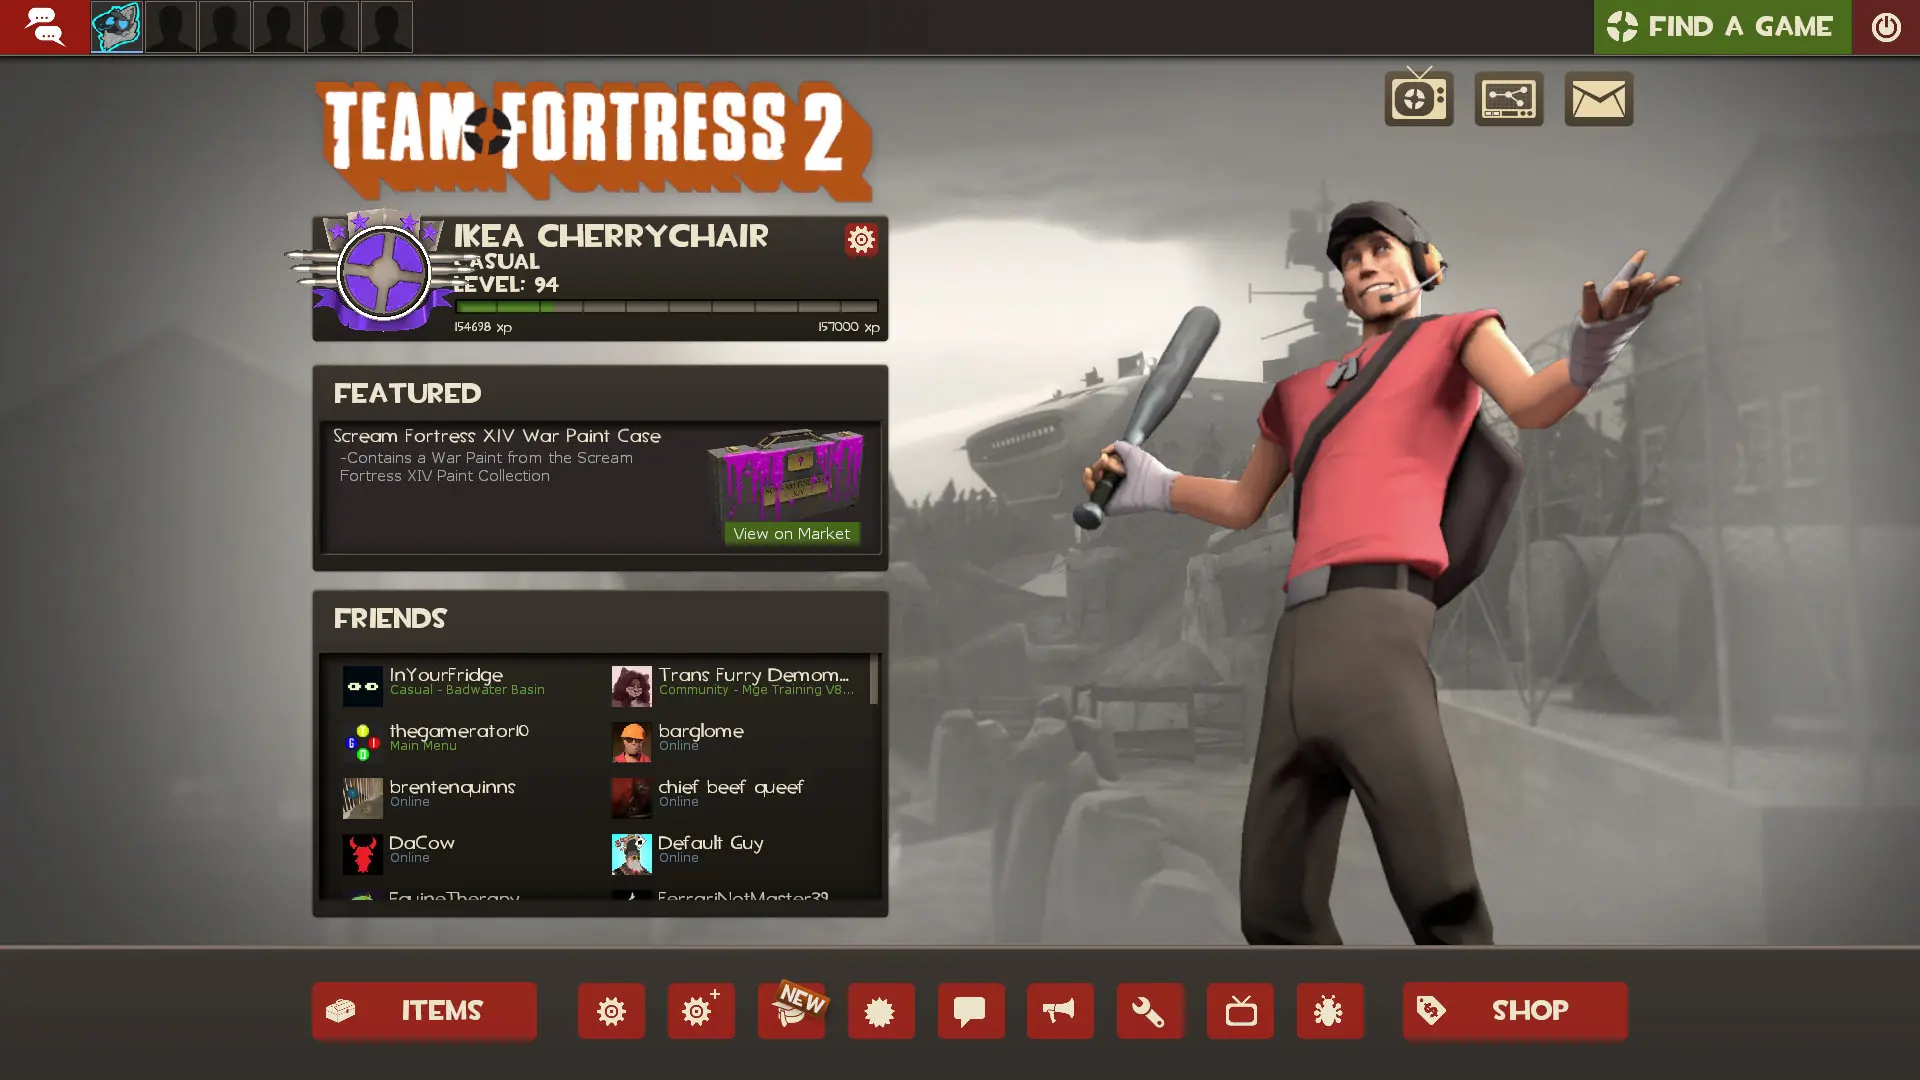 FIND A GAME
TEAM FORTRESS 2
IKEA CHERRYCHAIR
CASUAL
LEVEL: 94
154698 xp
157000 xp
FEATURED
Scream Fortress XIV War Paint Case
-Contains a War Paint from the Scream
Fortress XIV Paint Collection
View on Market
FRIENDS
InYourFridge
Casual - Badwater Basin
Trans Furry Demom...
Community - Mge Training V8...
thegamerator10
Main Menu
barglome
Online
brentenquinns
Online
chief beef queef
Online
DaCow
Online
Default Guy
Online
EquineTherapy
FerrariNotMaster39
ITEMS
NEW
SHOP